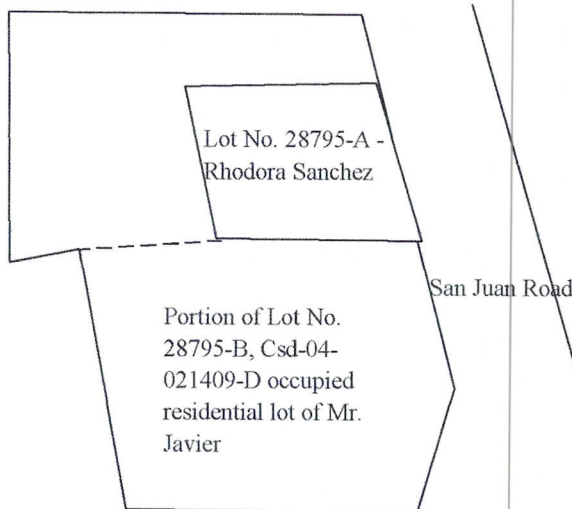 Lot No. 28795-A -
Rhodora Sanchez
San Juan Road
Portion of Lot No.
28795-B, Csd-04-
021409-D occupied
residential lot of Mr.
Javier